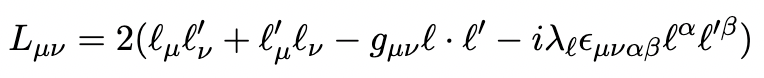 L_{\mu\nu} = 2(\ell_\mu \ell'_\nu + \ell'_\mu \ell_\nu - g_{\mu\nu} \ell \cdot \ell' - i\lambda_\ell \epsilon_{\mu\nu\alpha\beta} \ell^\alpha \ell'^\beta)